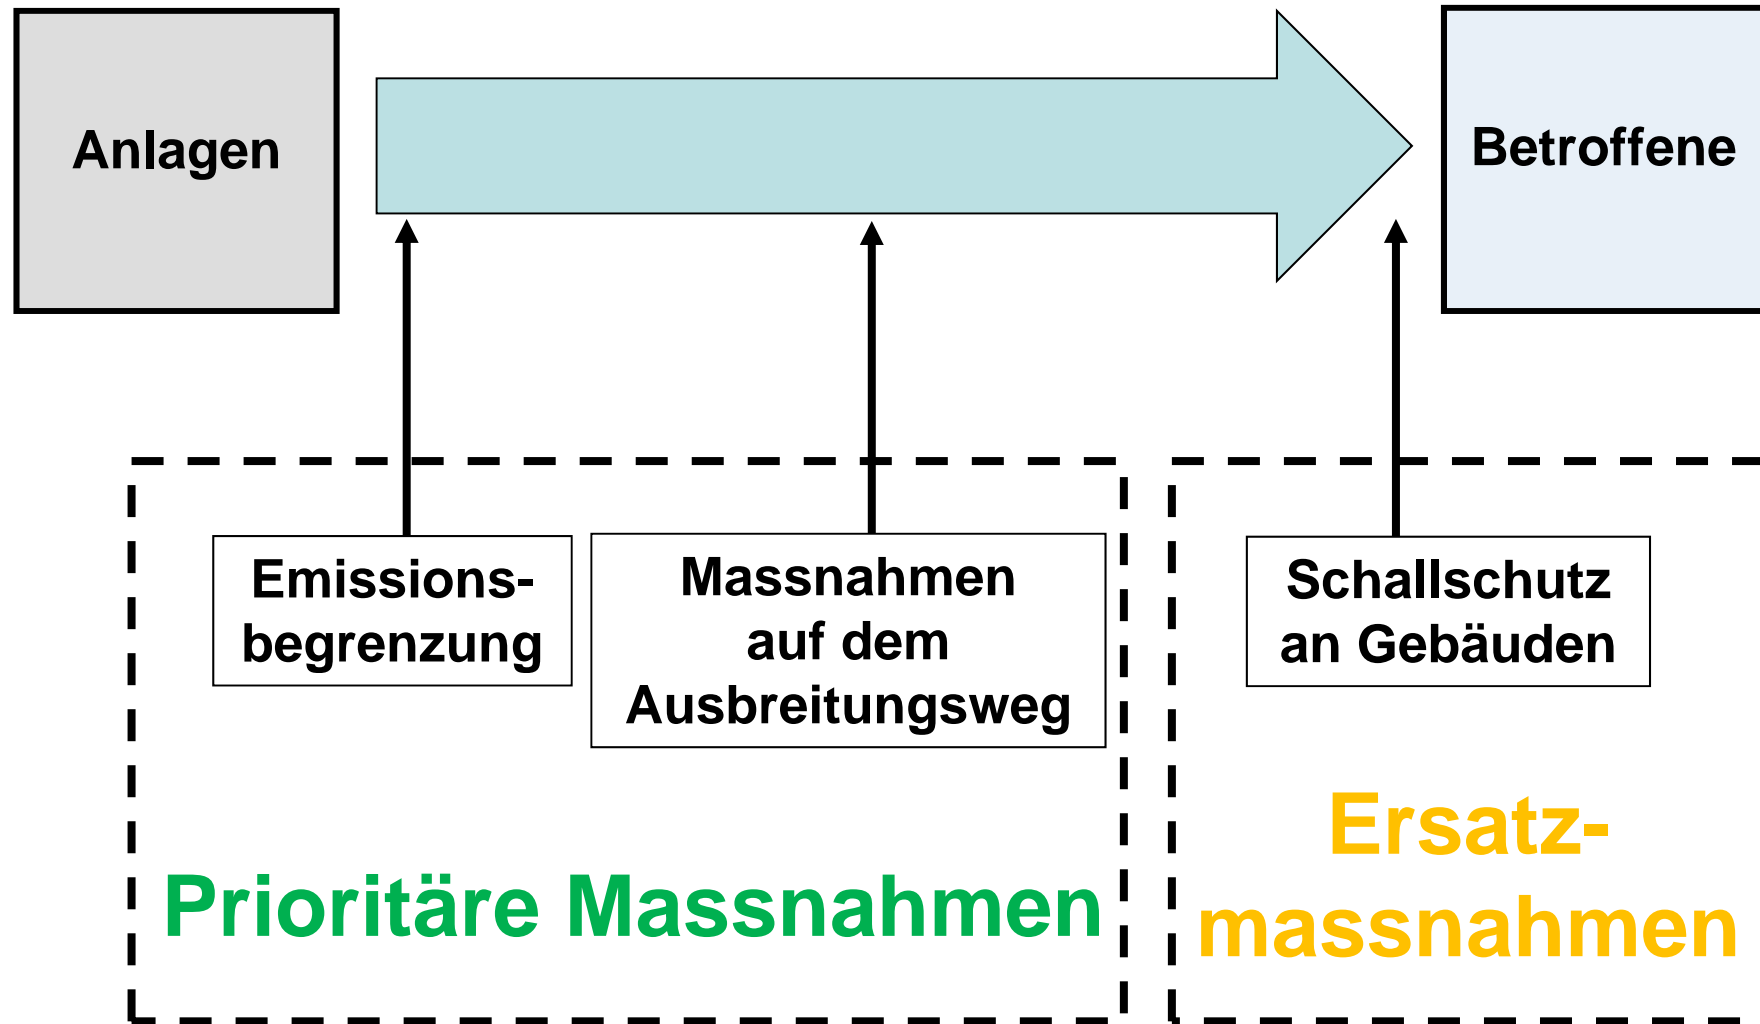 Anlagen
Betroffene
Emissions-
begrenzung
Massnahmen
auf dem
Ausbreitungsweg
Schallschutz
an Gebäuden
Prioritäre Massnahmen
Ersatz-
massnahmen